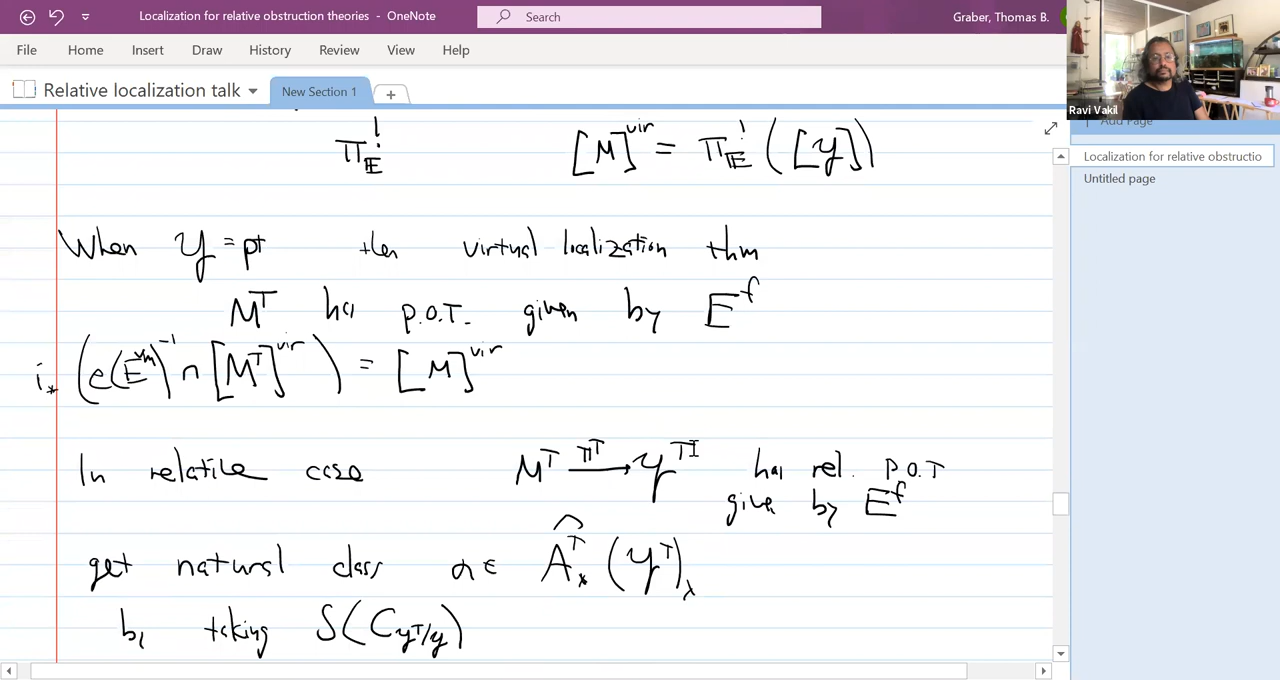 Localization for relative obstruction theories - OneNote
Search
Graber, Thomas B.
File Home Insert Draw History Review View Help
Relative localization talk
New Section 1
Ravi Vakil
Add Page
Localization for relative obstructio
Untitled page
π_E^! [M]^vir = π_E^! ([y])
When y = pt then virtual localization thm
M^T has p.o.T. given by E^f
i_* (e(E^vm)^-1 ∩ [M^T]^vir) = [M]^vir
In relative case M^T —π^T→ y^T has rel. P.O.T
given by E^f
get natural class α ∈ Â_*^T (y^T)_λ
by taking S(C_{y^T/y})